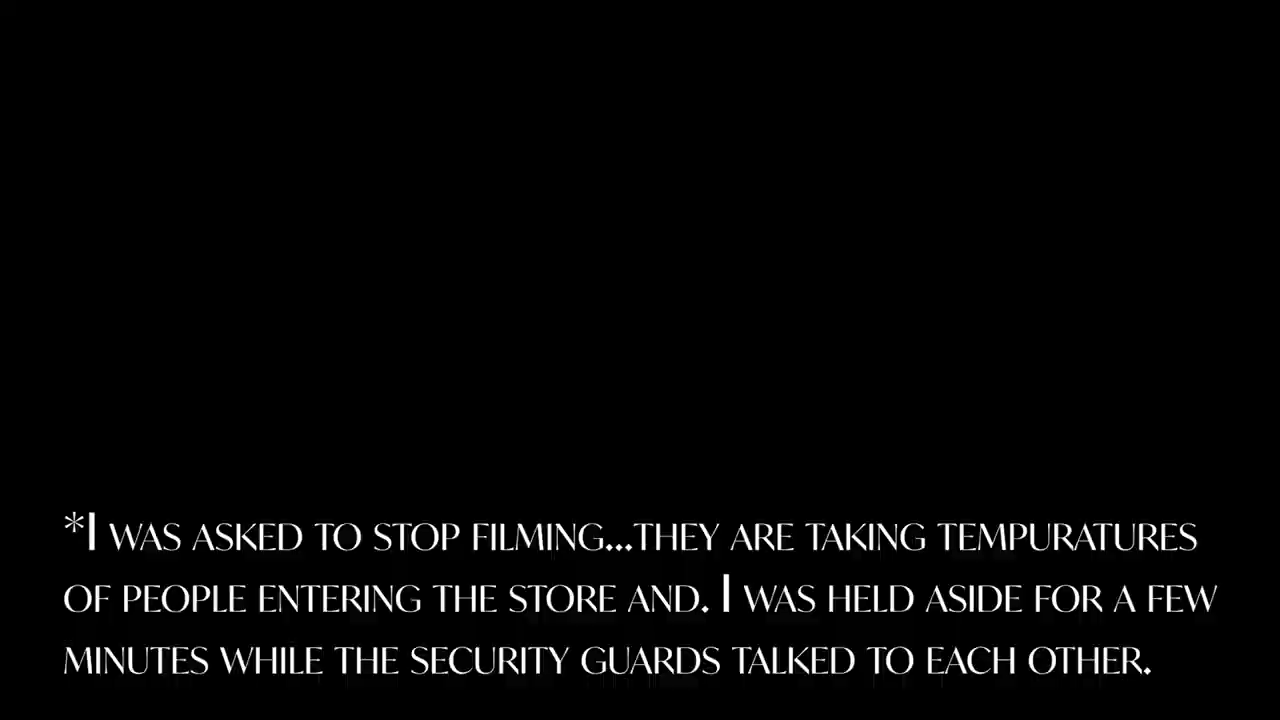 *I was asked to stop filming...they are taking tempuratures
of people entering the store and. I was held aside for a few
minutes while the security guards talked to each other.